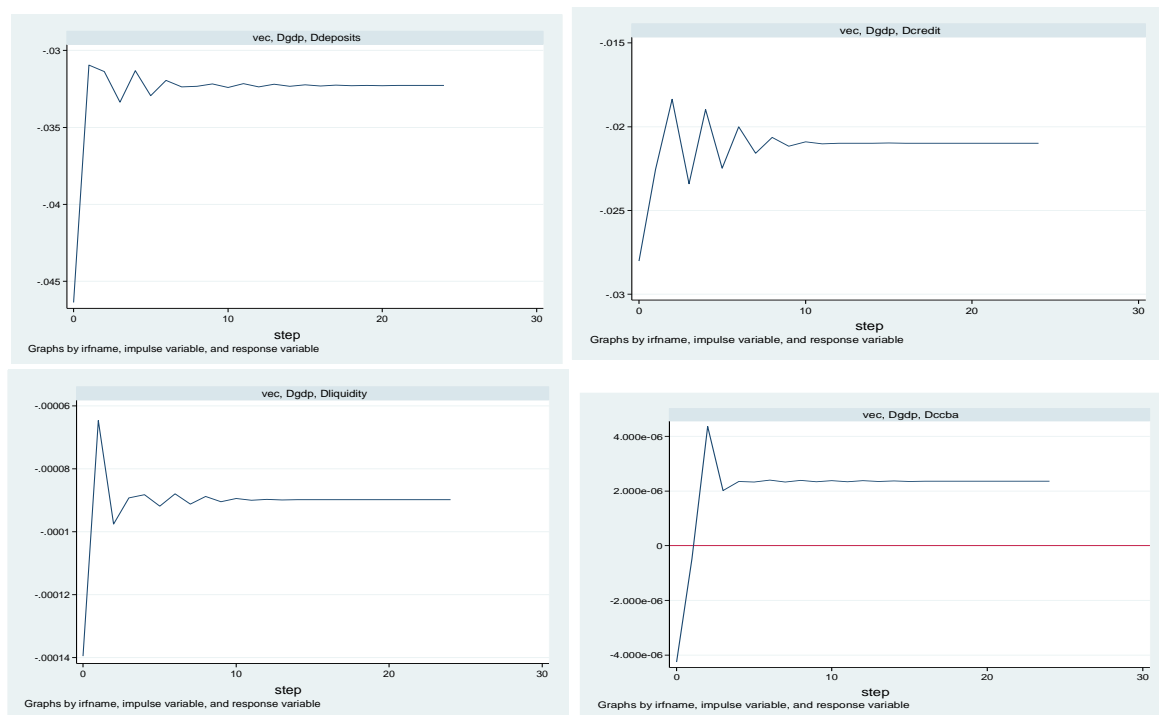 vec, Dgdp, Ddeposits
-.03
-.035
-.04
-.045
0
10
20
30
step
Graphs by irfname, impulse variable, and response variable
vec, Dgdp, Dcredit
-.015
-.02
-.025
-.03
0
10
20
30
step
Graphs by irfname, impulse variable, and response variable
vec, Dgdp, Dliquidity
-.00006
-.00008
-.0001
-.00012
-.00014
0
10
20
30
step
Graphs by irfname, impulse variable, and response variable
vec, Dgdp, Dccba
4.000e-06
2.000e-06
0
-2.000e-06
-4.000e-06
0
10
20
30
step
Graphs by irfname, impulse variable, and response variable